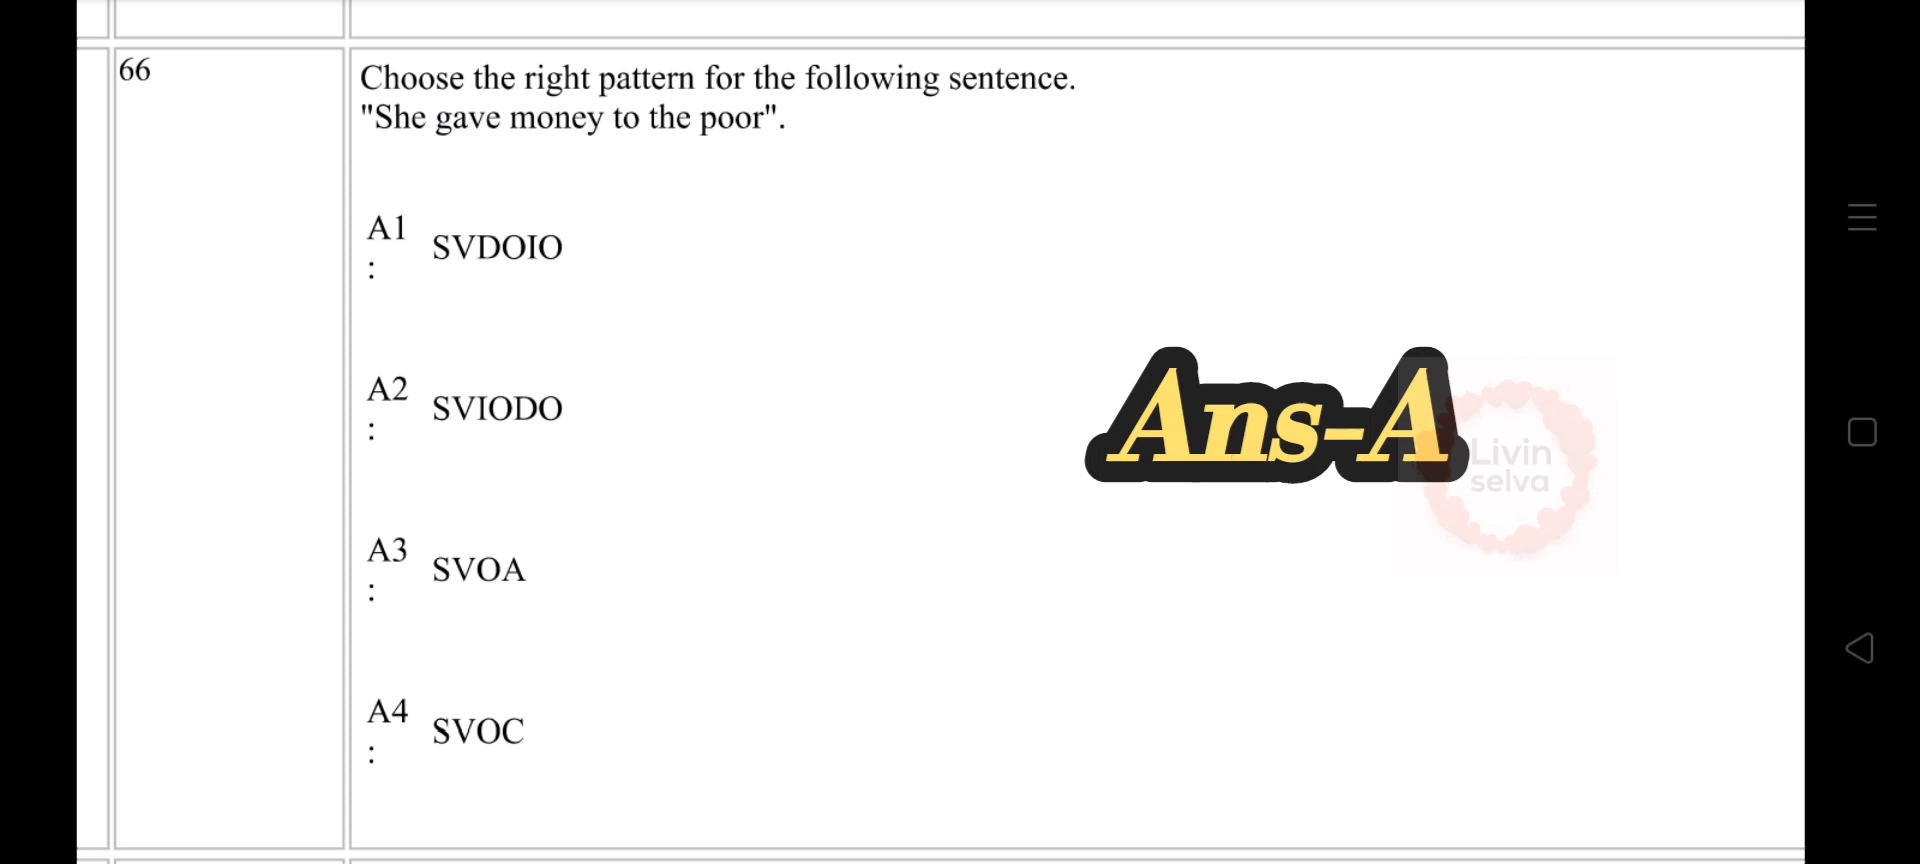 66
Choose the right pattern for the following sentence.
"She gave money to the poor".
A1
:
SVDOIO
A2
:
SVIODO
Ans-A
Livin
selva
A3
:
SVOA
A4
:
SVOC